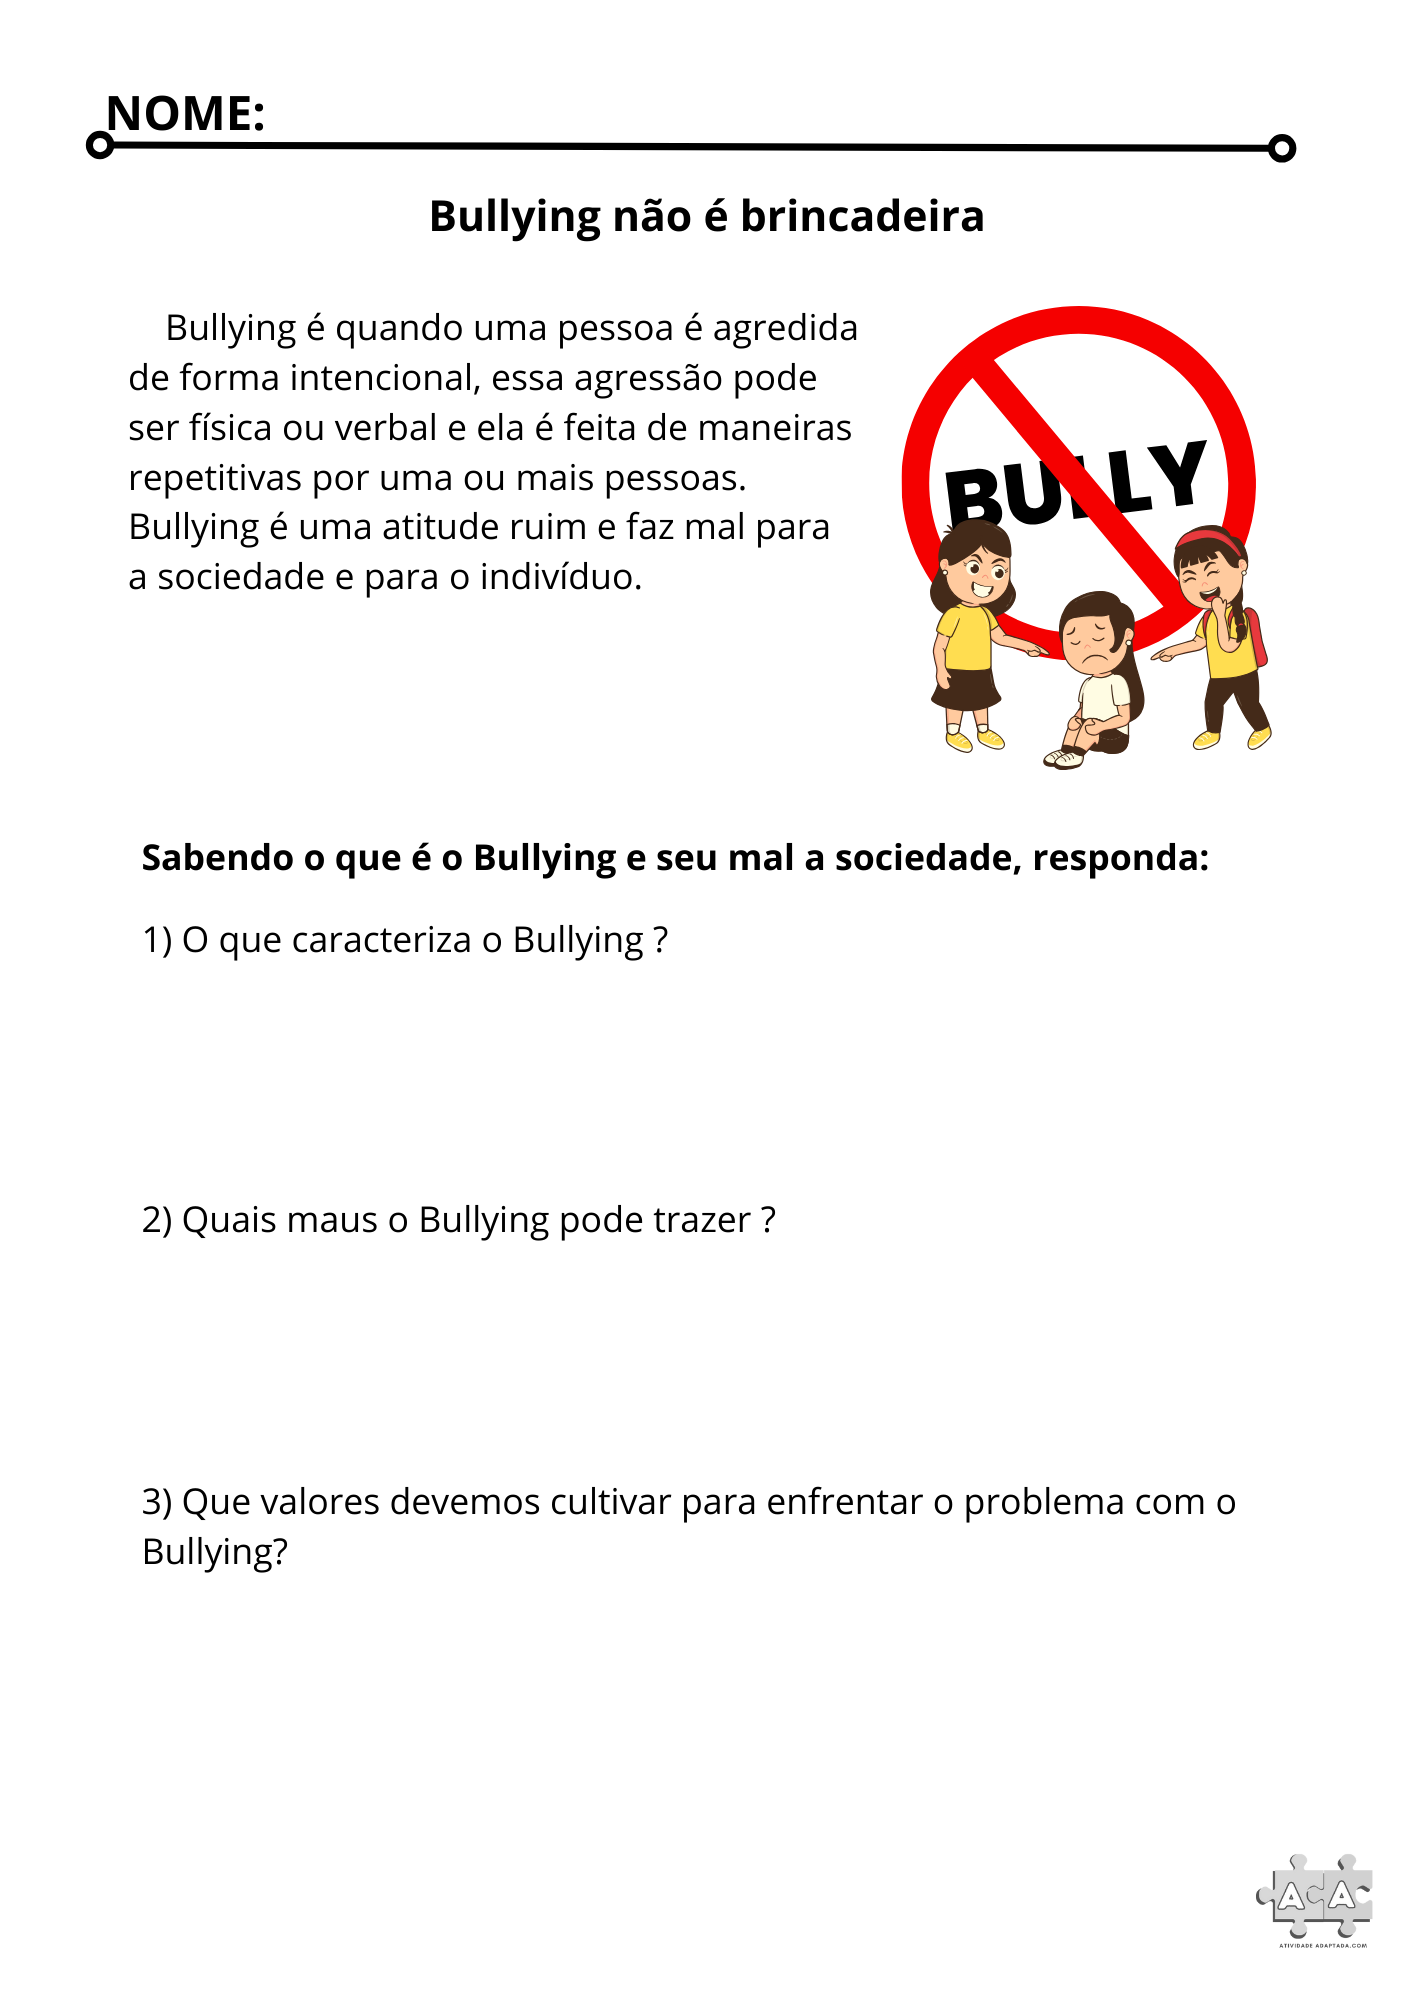 NOME:
Bullying não é brincadeira
Bullying é quando uma pessoa é agredida
de forma intencional, essa agressão pode
ser física ou verbal e ela é feita de maneiras
repetitivas por uma ou mais pessoas.
Bullying é uma atitude ruim e faz mal para
a sociedade e para o indivíduo.
BULLY
Sabendo o que é o Bullying e seu mal a sociedade, responda:
1) O que caracteriza o Bullying ?
2) Quais maus o Bullying pode trazer ?
3) Que valores devemos cultivar para enfrentar o problema com o
Bullying?
A A
ATIVIDADE ADAPTADA.COM